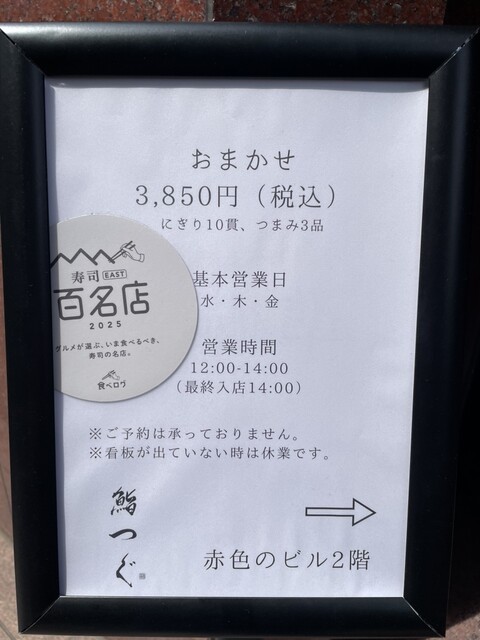 おまかせ
3,850円（税込）
にぎり10貫、つまみ3品
寿司 EAST
百名店
2025
グルメが選ぶ、いま食べるべき、
寿司の名店。
食べログ
基本営業日
水・木・金
営業時間
12:00-14:00
（最終入店14:00）
※ご予約は承っておりません。
※看板が出ていない時は休業です。
鮨つぐ
赤色のビル2階